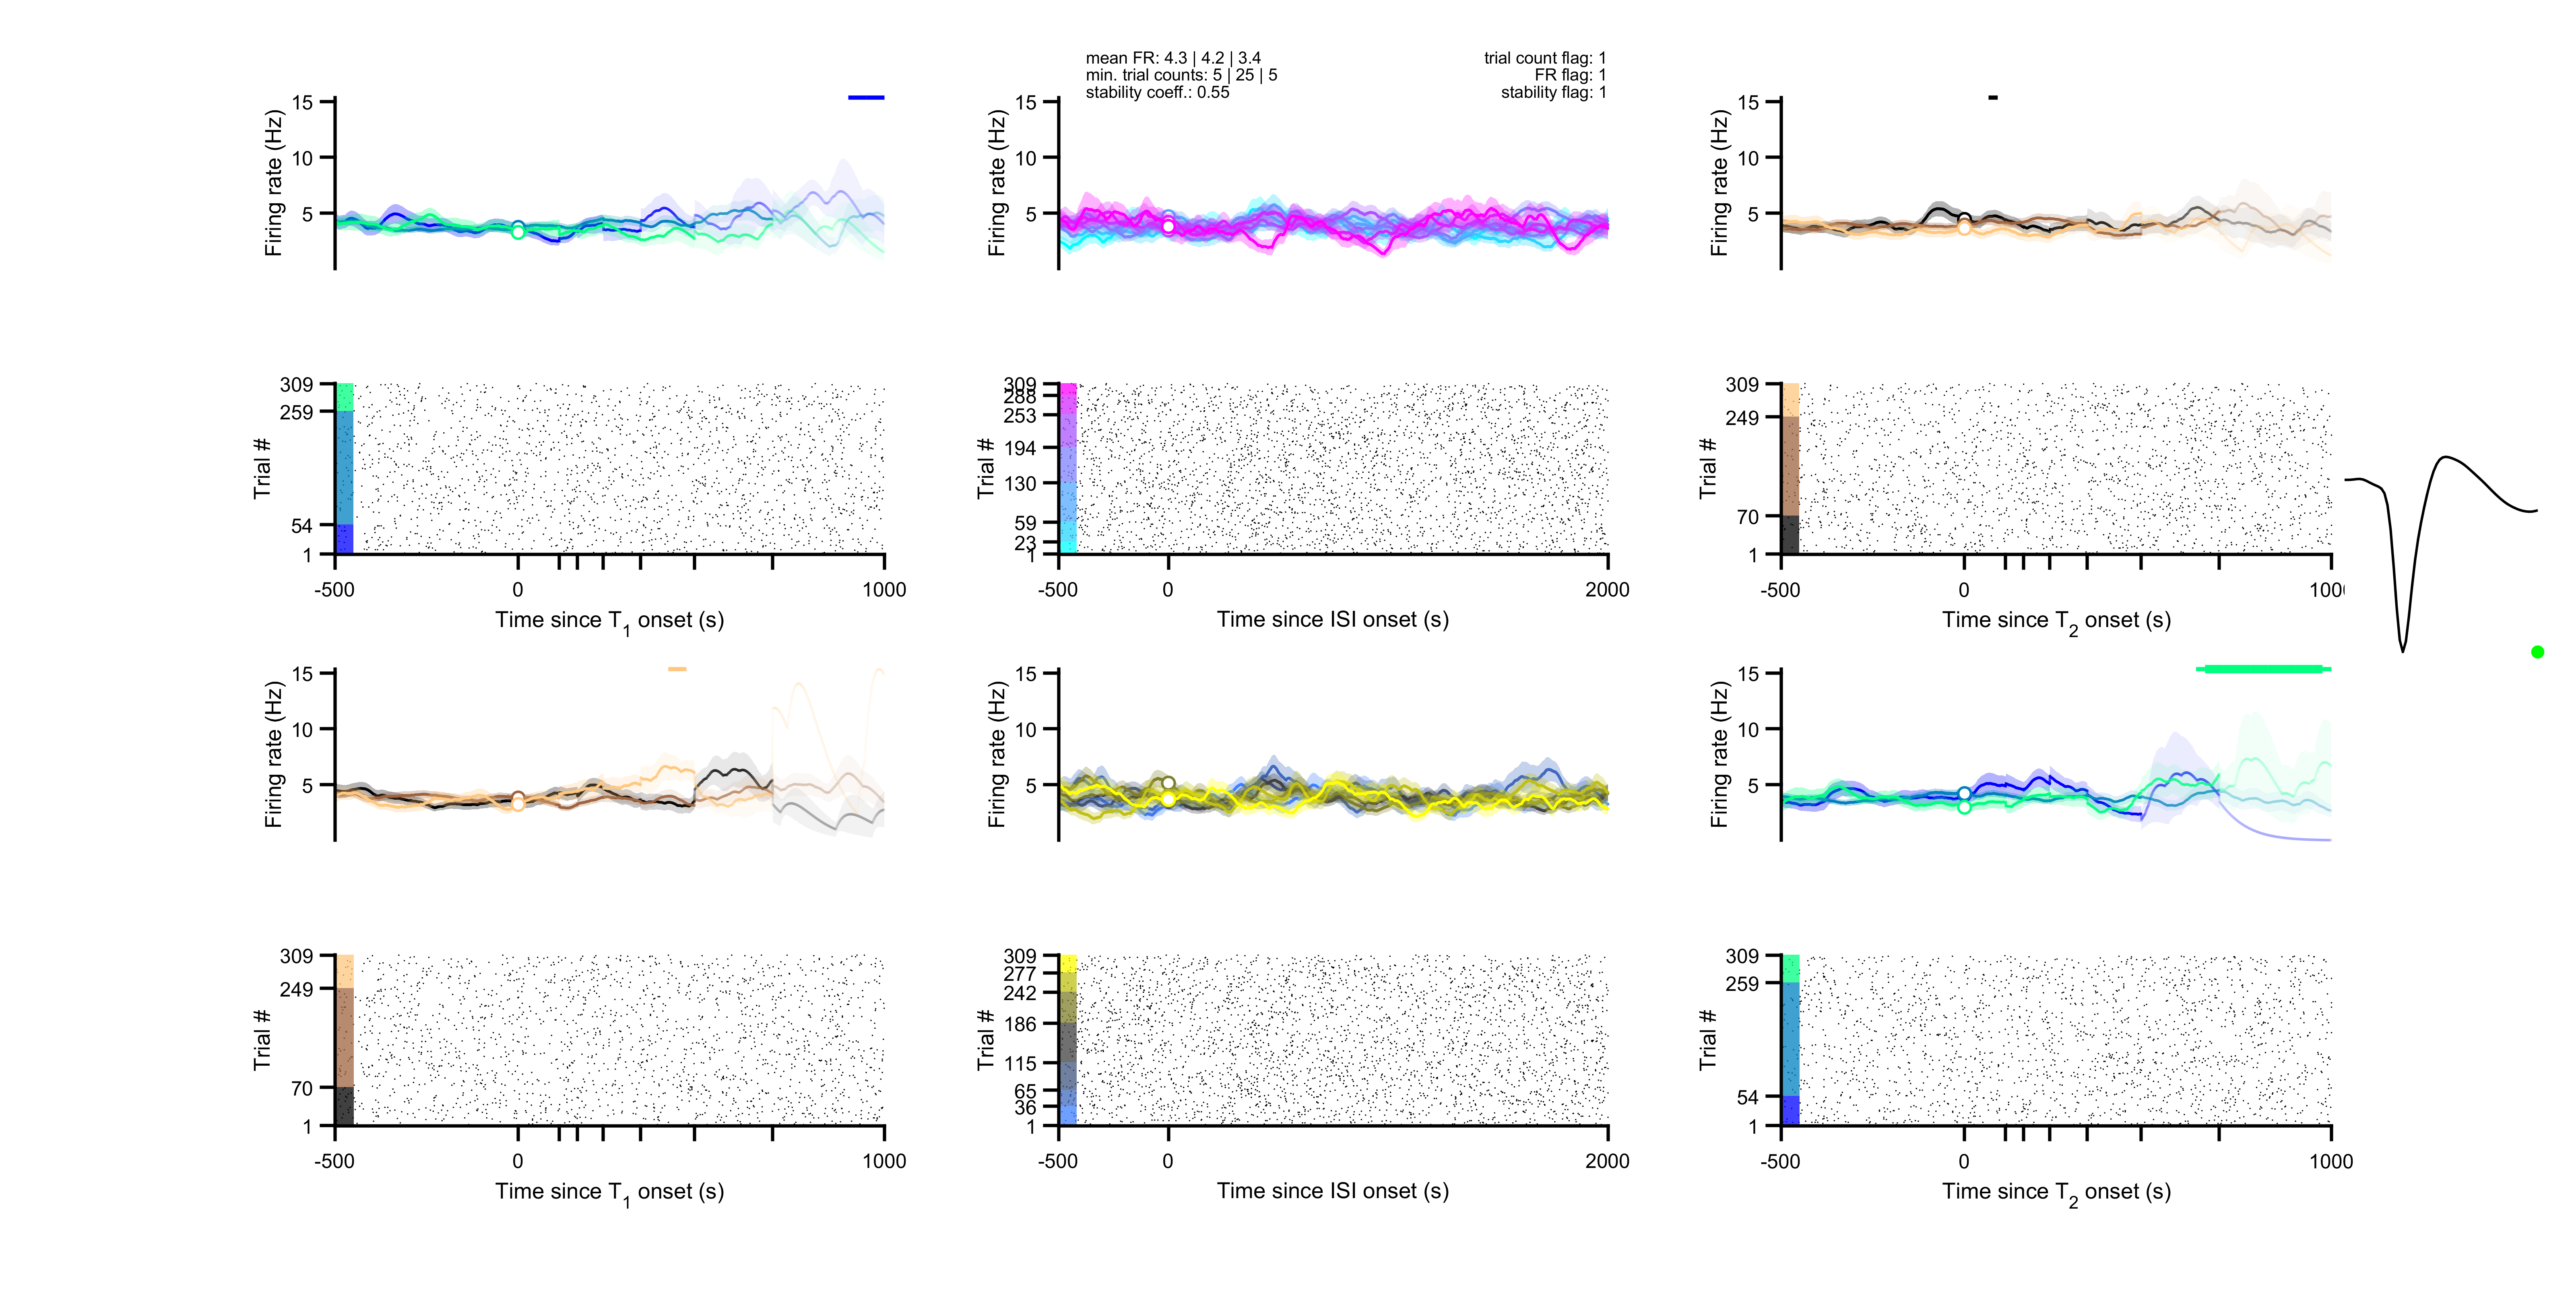 mean FR: 4.3 | 4.2 | 3.4
min. trial counts: 5 | 25 | 5
stability coeff.: 0.55
trial count flag: 1
FR flag: 1
stability flag: 1
Firing rate (Hz)
15
10
5
Firing rate (Hz)
15
10
5
Firing rate (Hz)
15
10
5
Trial #
309
259
54
1
-500
0
1000
Time since T1 onset (s)
Trial #
309
288
253
194
130
59
23
1
-500
0
2000
Time since ISI onset (s)
Trial #
309
249
70
1
-500
0
1000
Time since T2 onset (s)
Firing rate (Hz)
15
10
5
Firing rate (Hz)
15
10
5
Firing rate (Hz)
15
10
5
Trial #
309
249
70
1
-500
0
1000
Time since T1 onset (s)
Trial #
309
277
242
186
115
65
36
1
-500
0
2000
Time since ISI onset (s)
Trial #
309
259
54
1
-500
0
1000
Time since T2 onset (s)